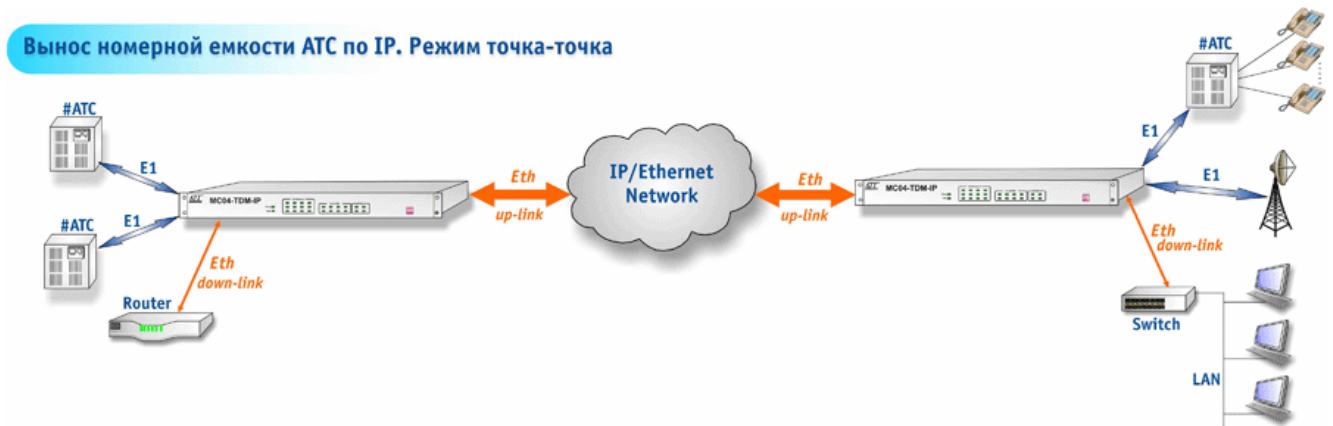 Вынос номерной емкости АТС по IP. Режим точка-точка
#АТС
#АТС
E1
E1
MC04-TDM-IP
Eth
down-link
Router
Eth
up-link
IP/Ethernet
Network
Eth
up-link
MC04-TDM-IP
#АТС
E1
E1
Eth
down-link
Switch
LAN